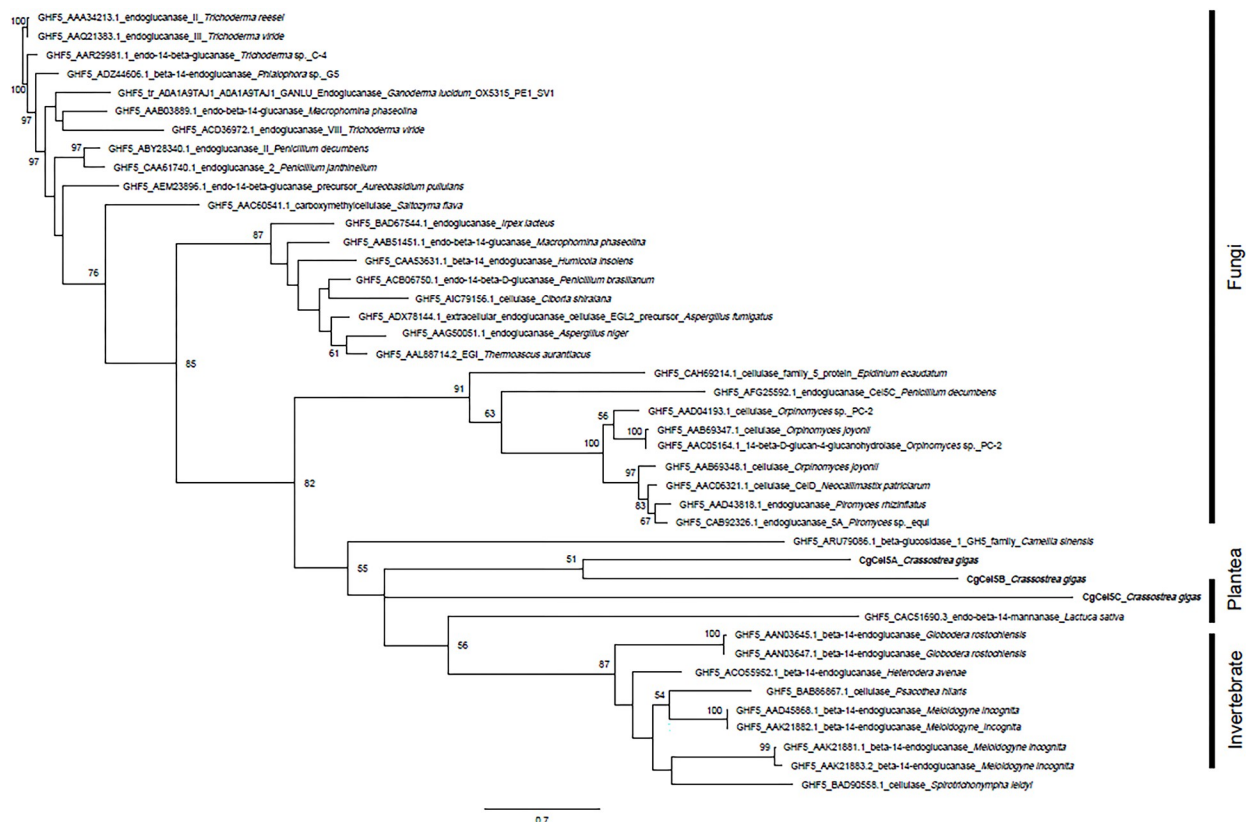 100
GHF5_AAA34213.1_endoglucanase_II_Trichoderma reesei
GHF5_AAQ21383.1_endoglucanase_III_Trichoderma viride
GHF5_AAR29981.1_endo-14-beta-glucanase_Trichoderma sp._C-4
GHF5_ADZ44606.1_beta-14-endoglucanase_Phialophora sp._G5
100
GHF5_tr_A0A1A9TAJ1_A0A1A9TAJ1_GANLU_Endoglucanase_Ganoderma lucidum_OX5315_PE1_SV1
GHF5_AAB03889.1_endo-beta-14-glucanase_Macrophomina phaseolina
97
GHF5_ACD36972.1_endoglucanase_VIII_Trichoderma viride
97
97
GHF5_ABY28340.1_endoglucanase_II_Penicillium decumbens
GHF5_CAA61740.1_endoglucanase_2_Penicillium janthinellum
GHF5_AEM23896.1_endo-14-beta-glucanase_precursor_Aureobasidium pullulans
GHF5_AAC60541.1_carboxymethylcellulase_Saitozyma flava
GHF5_BAD67544.1_endoglucanase_Irpex lacteus
87
GHF5_AAB51451.1_endo-beta-14-glucanase_Macrophomina phaseolina
GHF5_CAA53631.1_beta-14_endoglucanase_Humicola insolens
76
GHF5_ACB06750.1_endo-14-beta-D-glucanase_Penicillium brasilianum
GHF5_AIC79156.1_cellulase_Ciboria shiraiana
GHF5_ADX78144.1_extracellular_endoglucanase_cellulase_EGL2_precursor_Aspergillus fumigatus
GHF5_AAG50051.1_endoglucanase_Aspergillus niger
61
GHF5_AAL88714.2_EGI_Thermoascus aurantiacus
85
GHF5_CAH69214.1_cellulase_family_5_protein_Epidinium ecaudatum
91
GHF5_AFG25592.1_endoglucanase_Cel5C_Penicillium decumbens
63
56
GHF5_AAD04193.1_cellulase_Orpinomyces sp._PC-2
100
GHF5_AAB69347.1_cellulase_Orpinomyces joyonii
100
GHF5_AAC05164.1_14-beta-D-glucan-4-glucanohydrolase_Orpinomyces sp._PC-2
97
GHF5_AAB69348.1_cellulase_Orpinomyces joyonii
82
GHF5_AAC06321.1_cellulase_CelD_Neocallimastix patriciarum
83
GHF5_AAD43818.1_endoglucanase_Piromyces rhizinflatus
67
GHF5_CAB92326.1_endoglucanase_5A_Piromyces sp._equi
Fungi
GHF5_ARU79086.1_beta-glucosidase_1_GH5_family_Camellia sinensis
55
51
CgCel5A_Crassostrea gigas
CgCel5B_Crassostrea gigas
CgCel5C_Crassostrea gigas
GHF5_CAC51690.3_endo-beta-14-mannanase_Lactuca sativa
Plantea
56
100
GHF5_AAN03645.1_beta-14-endoglucanase_Globodera rostochiensis
GHF5_AAN03647.1_beta-14-endoglucanase_Globodera rostochiensis
87
GHF5_ACO55952.1_beta-14-endoglucanase_Heterodera avenae
54
GHF5_BAB86867.1_cellulase_Psacothea hilaris
100
GHF5_AAD45868.1_beta-14-endoglucanase_Meloidogyne incognita
GHF5_AAK21882.1_beta-14-endoglucanase_Meloidogyne_incognita
99
GHF5_AAK21881.1_beta-14-endoglucanase_Meloidogyne incognita
GHF5_AAK21883.2_beta-14-endoglucanase_Meloidogyne incognita
GHF5_BAD90558.1_cellulase_Spirotrichonympha leidyi
Invertebrate
0.7